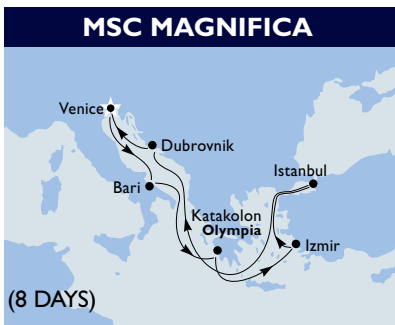 MSC MAGNIFICA
Venice
Dubrovnik
Istanbul
Bari
Katakolon
Olympia
Izmir
(8 DAYS)